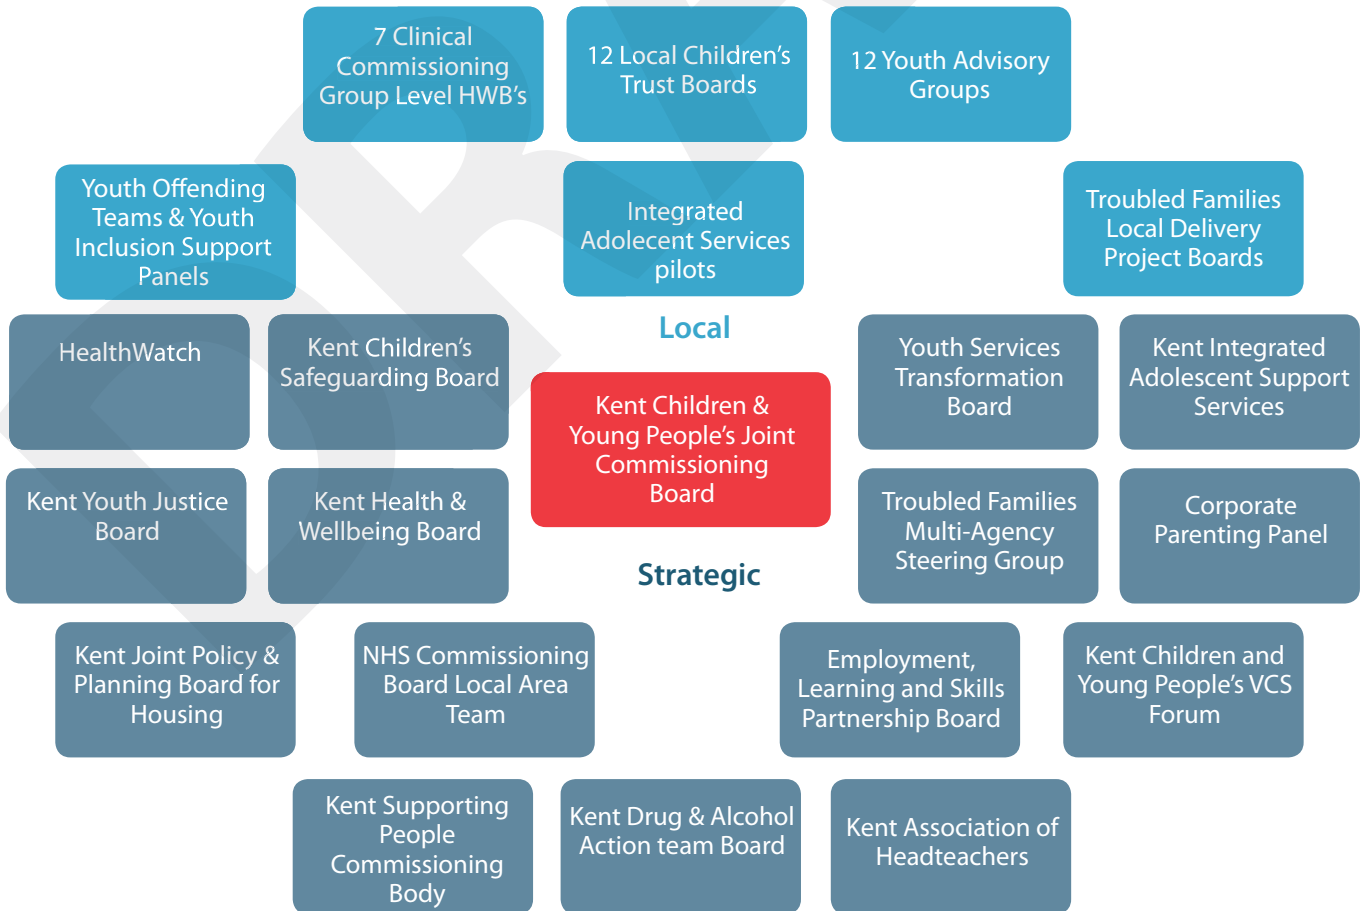 7 Clinical
Commissioning
Group Level HWB's
12 Local Children's
Trust Boards
12 Youth Advisory
Groups
Youth Offending
Teams & Youth
Inclusion Support
Panels
Integrated
Adolecent Services
pilots
Troubled Families
Local Delivery
Project Boards
Local
HealthWatch
Kent Children's
Safeguarding Board
Kent Children &
Young People's Joint
Commissioning
Board
Youth Services
Transformation
Board
Kent Integrated
Adolescent Support
Services
Kent Youth Justice
Board
Kent Health &
Wellbeing Board
Troubled Families
Multi-Agency
Steering Group
Corporate
Parenting Panel
Strategic
Kent Joint Policy &
Planning Board for
Housing
NHS Commissioning
Board Local Area
Team
Employment,
Learning and Skills
Partnership Board
Kent Children and
Young People's VCS
Forum
Kent Supporting
People
Commissioning
Body
Kent Drug & Alcohol
Action team Board
Kent Association of
Headteachers